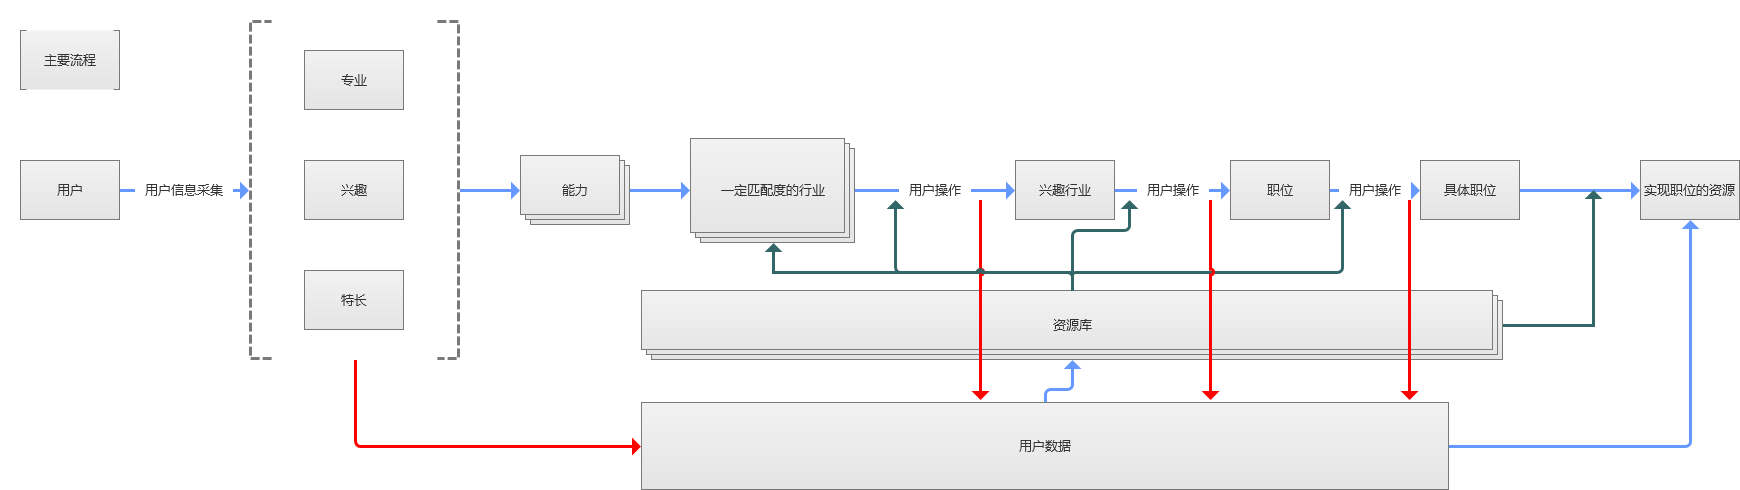 主要流程
专业
用户
用户信息采集
兴趣
特长
能力
一定匹配度的行业
用户操作
兴趣行业
用户操作
职位
用户操作
具体职位
实现职位的资源
资源库
用户数据